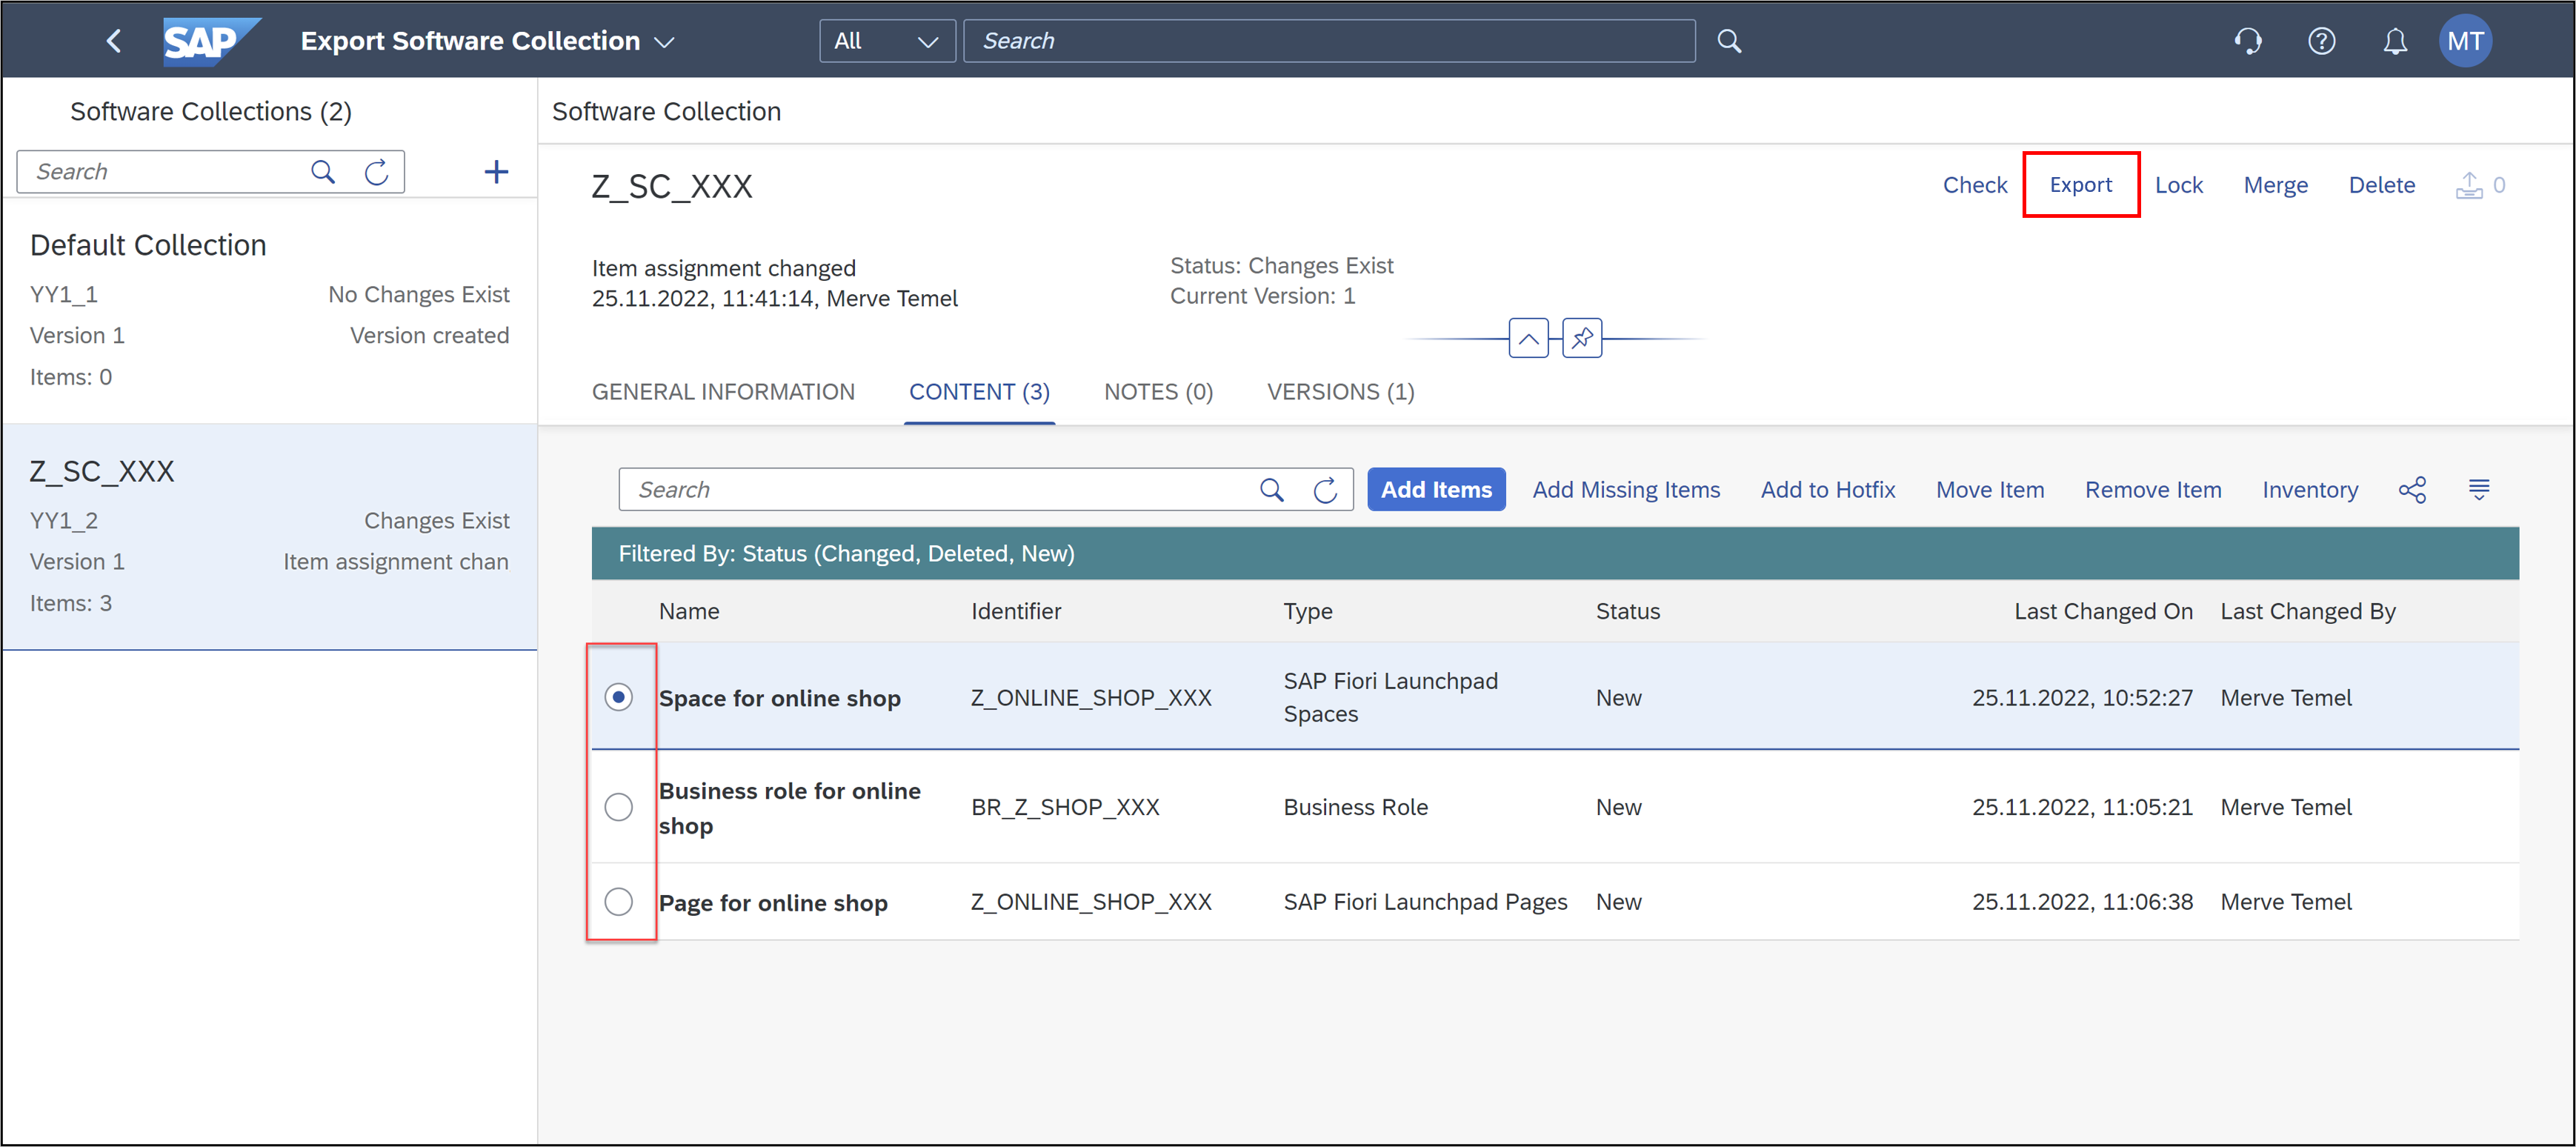 SAP Export Software Collection All Search MT
Software Collections (2)
Search
Default Collection
YY1_1 No Changes Exist
Version 1 Version created
Items: 0
Z_SC_XXX
YY1_2 Changes Exist
Version 1 Item assignment chan
Items: 3
Software Collection
Z_SC_XXX
Check Export Lock Merge Delete 0
Item assignment changed
25.11.2022, 11:41:14, Merve Temel
Status: Changes Exist
Current Version: 1
GENERAL INFORMATION CONTENT (3) NOTES (0) VERSIONS (1)
Search Add Items Add Missing Items Add to Hotfix Move Item Remove Item Inventory
Filtered By: Status (Changed, Deleted, New)
Name Identifier Type Status Last Changed On Last Changed By
Space for online shop Z_ONLINE_SHOP_XXX SAP Fiori Launchpad
Spaces New 25.11.2022, 10:52:27 Merve Temel
Business role for online
shop BR_Z_SHOP_XXX Business Role New 25.11.2022, 11:05:21 Merve Temel
Page for online shop Z_ONLINE_SHOP_XXX SAP Fiori Launchpad Pages New 25.11.2022, 11:06:38 Merve Temel